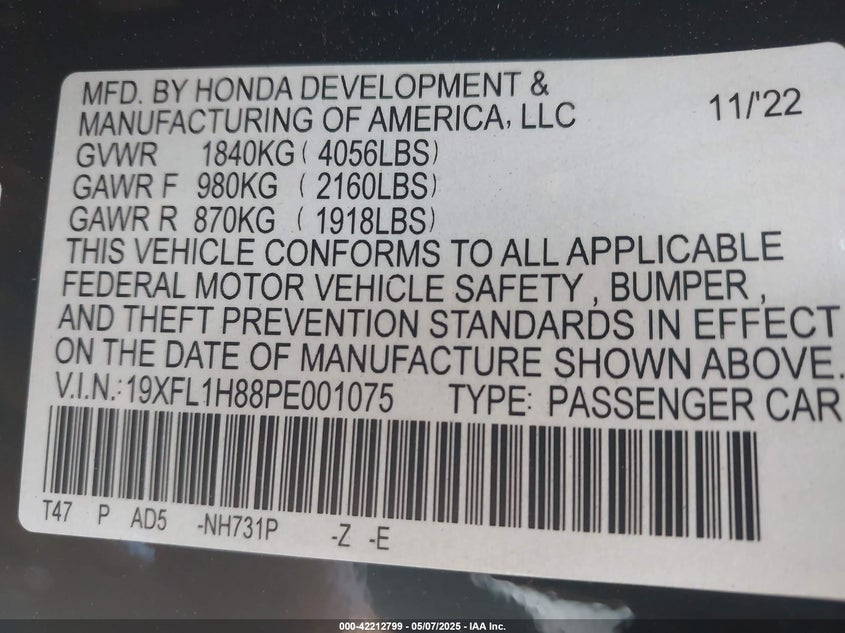 MFD. BY HONDA DEVELOPMENT &
MANUFACTURING OF AMERICA, LLC 11/'22
GVWR 1840KG ( 4056LBS)
GAWR F 980KG ( 2160LBS)
GAWR R 870KG ( 1918LBS)
THIS VEHICLE CONFORMS TO ALL APPLICABLE
FEDERAL MOTOR VEHICLE SAFETY , BUMPER ,
AND THEFT PREVENTION STANDARDS IN EFFECT
ON THE DATE OF MANUFACTURE SHOWN ABOVE.
V.I.N.: 19XFL1H88PE001075 TYPE: PASSENGER CAR
T47 P AD5 -NH731P -Z -E
000-42212799 - 05/07/2025 - IAA Inc.